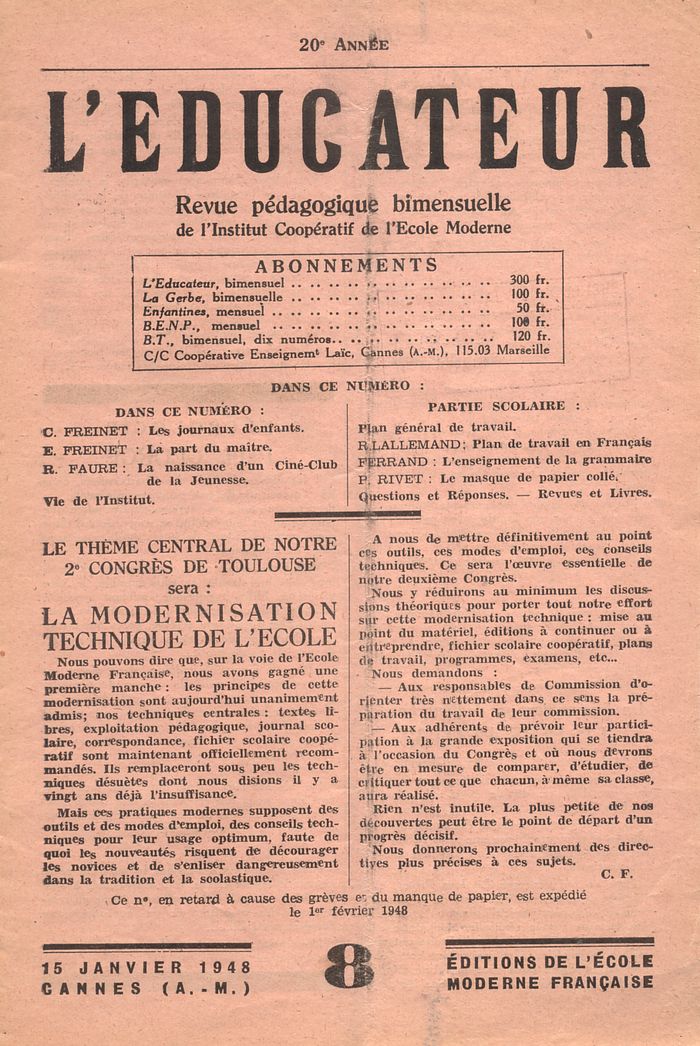 20e ANNÉE
L'EDUCATEUR
Revue pédagogique bimensuelle
de l'Institut Coopératif de l'Ecole Moderne
ABONNEMENTS
L'Educateur, bimensuel .. .. .. .. .. .. .. .. .. .. .. 300 fr.
La Gerbe, bimensuelle .. .. .. .. .. .. .. .. .. .. .. 100 fr.
Enfantines, mensuel .. .. .. .. .. .. .. .. .. .. .. .. 50 fr.
B.E.N.P., mensuel .. .. .. .. .. .. .. .. .. .. .. .. 100 fr.
B.T., bimensuel, dix numéros.. .. .. .. .. .. .. .. .. 120 fr.
C/C Coopérative Enseignemt Laïc, Cannes (A.-M.), 115.03 Marseille
DANS CE NUMÉRO :
DANS CE NUMÉRO :
C. FREINET : Les journaux d'enfants.
E. FREINET : La part du maître.
R. FAURE : La naissance d'un Ciné-Club
de la Jeunesse.
Vie de l'Institut.
PARTIE SCOLAIRE :
Plan général de travail.
R. LALLEMAND: Plan de travail en Français
FERRAND : L'enseignement de la grammaire
P. RIVET : Le masque de papier collé.
Questions et Réponses. — Revues et Livres.
LE THÈME CENTRAL DE NOTRE
2e CONGRÈS DE TOULOUSE
sera :
LA MODERNISATION
TECHNIQUE DE L'ECOLE
Nous pouvons dire que, sur la voie de l'Ecole
Moderne Française, nous avons gagné une
première manche : les principes de cette
modernisation sont aujourd'hui unanimement
admis; nos techniques centrales : textes li-
bres, exploitation pédagogique, journal sco-
laire, correspondance, fichier scolaire coopé-
ratif sont maintenant officiellement recom-
mandés. Ils remplaceront sous peu les tech-
niques désuètes dont nous disions il y a
vingt ans déjà l'insuffisance.
Mais ces pratiques modernes supposent des
outils et des modes d'emploi, des conseils tech-
niques pour leur usage optimum, faute de
quoi les nouveautés risquent de décourager
les novices et de s'enliser dangereusement
dans la tradition et la scolastique.
A nous de mettre définitivement au point
ces outils, ces modes d'emploi, ces conseils
techniques. Ce sera l'œuvre essentielle de
notre deuxième Congrès.
Nous y réduirons au minimum les discus-
sions théoriques pour porter tout notre effort
sur cette modernisation technique : mise au
point du matériel, éditions à continuer ou à
entreprendre, fichier scolaire coopératif, plans
de travail, programmes, examens, etc...
Nous demandons :
— Aux responsables de Commission d'o-
rienter très nettement dans ce sens la pré-
paration du travail de leur commission.
— Aux adhérents de prévoir leur partici-
pation à la grande exposition qui se tiendra
à l'occasion du Congrès et où nous devrons
être en mesure de comparer, d'étudier, de
critiquer tout ce que chacun, à même sa classe,
aura réalisé.
Rien n'est inutile. La plus petite de nos
découvertes peut être le point de départ d'un
progrès décisif.
Nous donnerons prochainement des direc-
tives plus précises à ces sujets.
C. F.
Ce no, en retard à cause des grèves et du manque de papier, est expédié
le 1er février 1948
15 JANVIER 1948
CANNES (A.-M.)
8
ÉDITIONS DE L'ÉCOLE
MODERNE FRANÇAISE